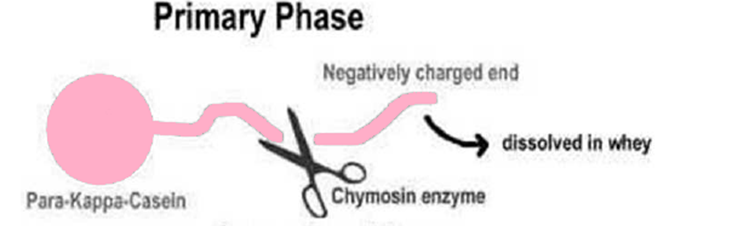 Primary Phase
Negatively charged end
dissolved in whey
Para-Kappa-Casein
Chymosin enzyme